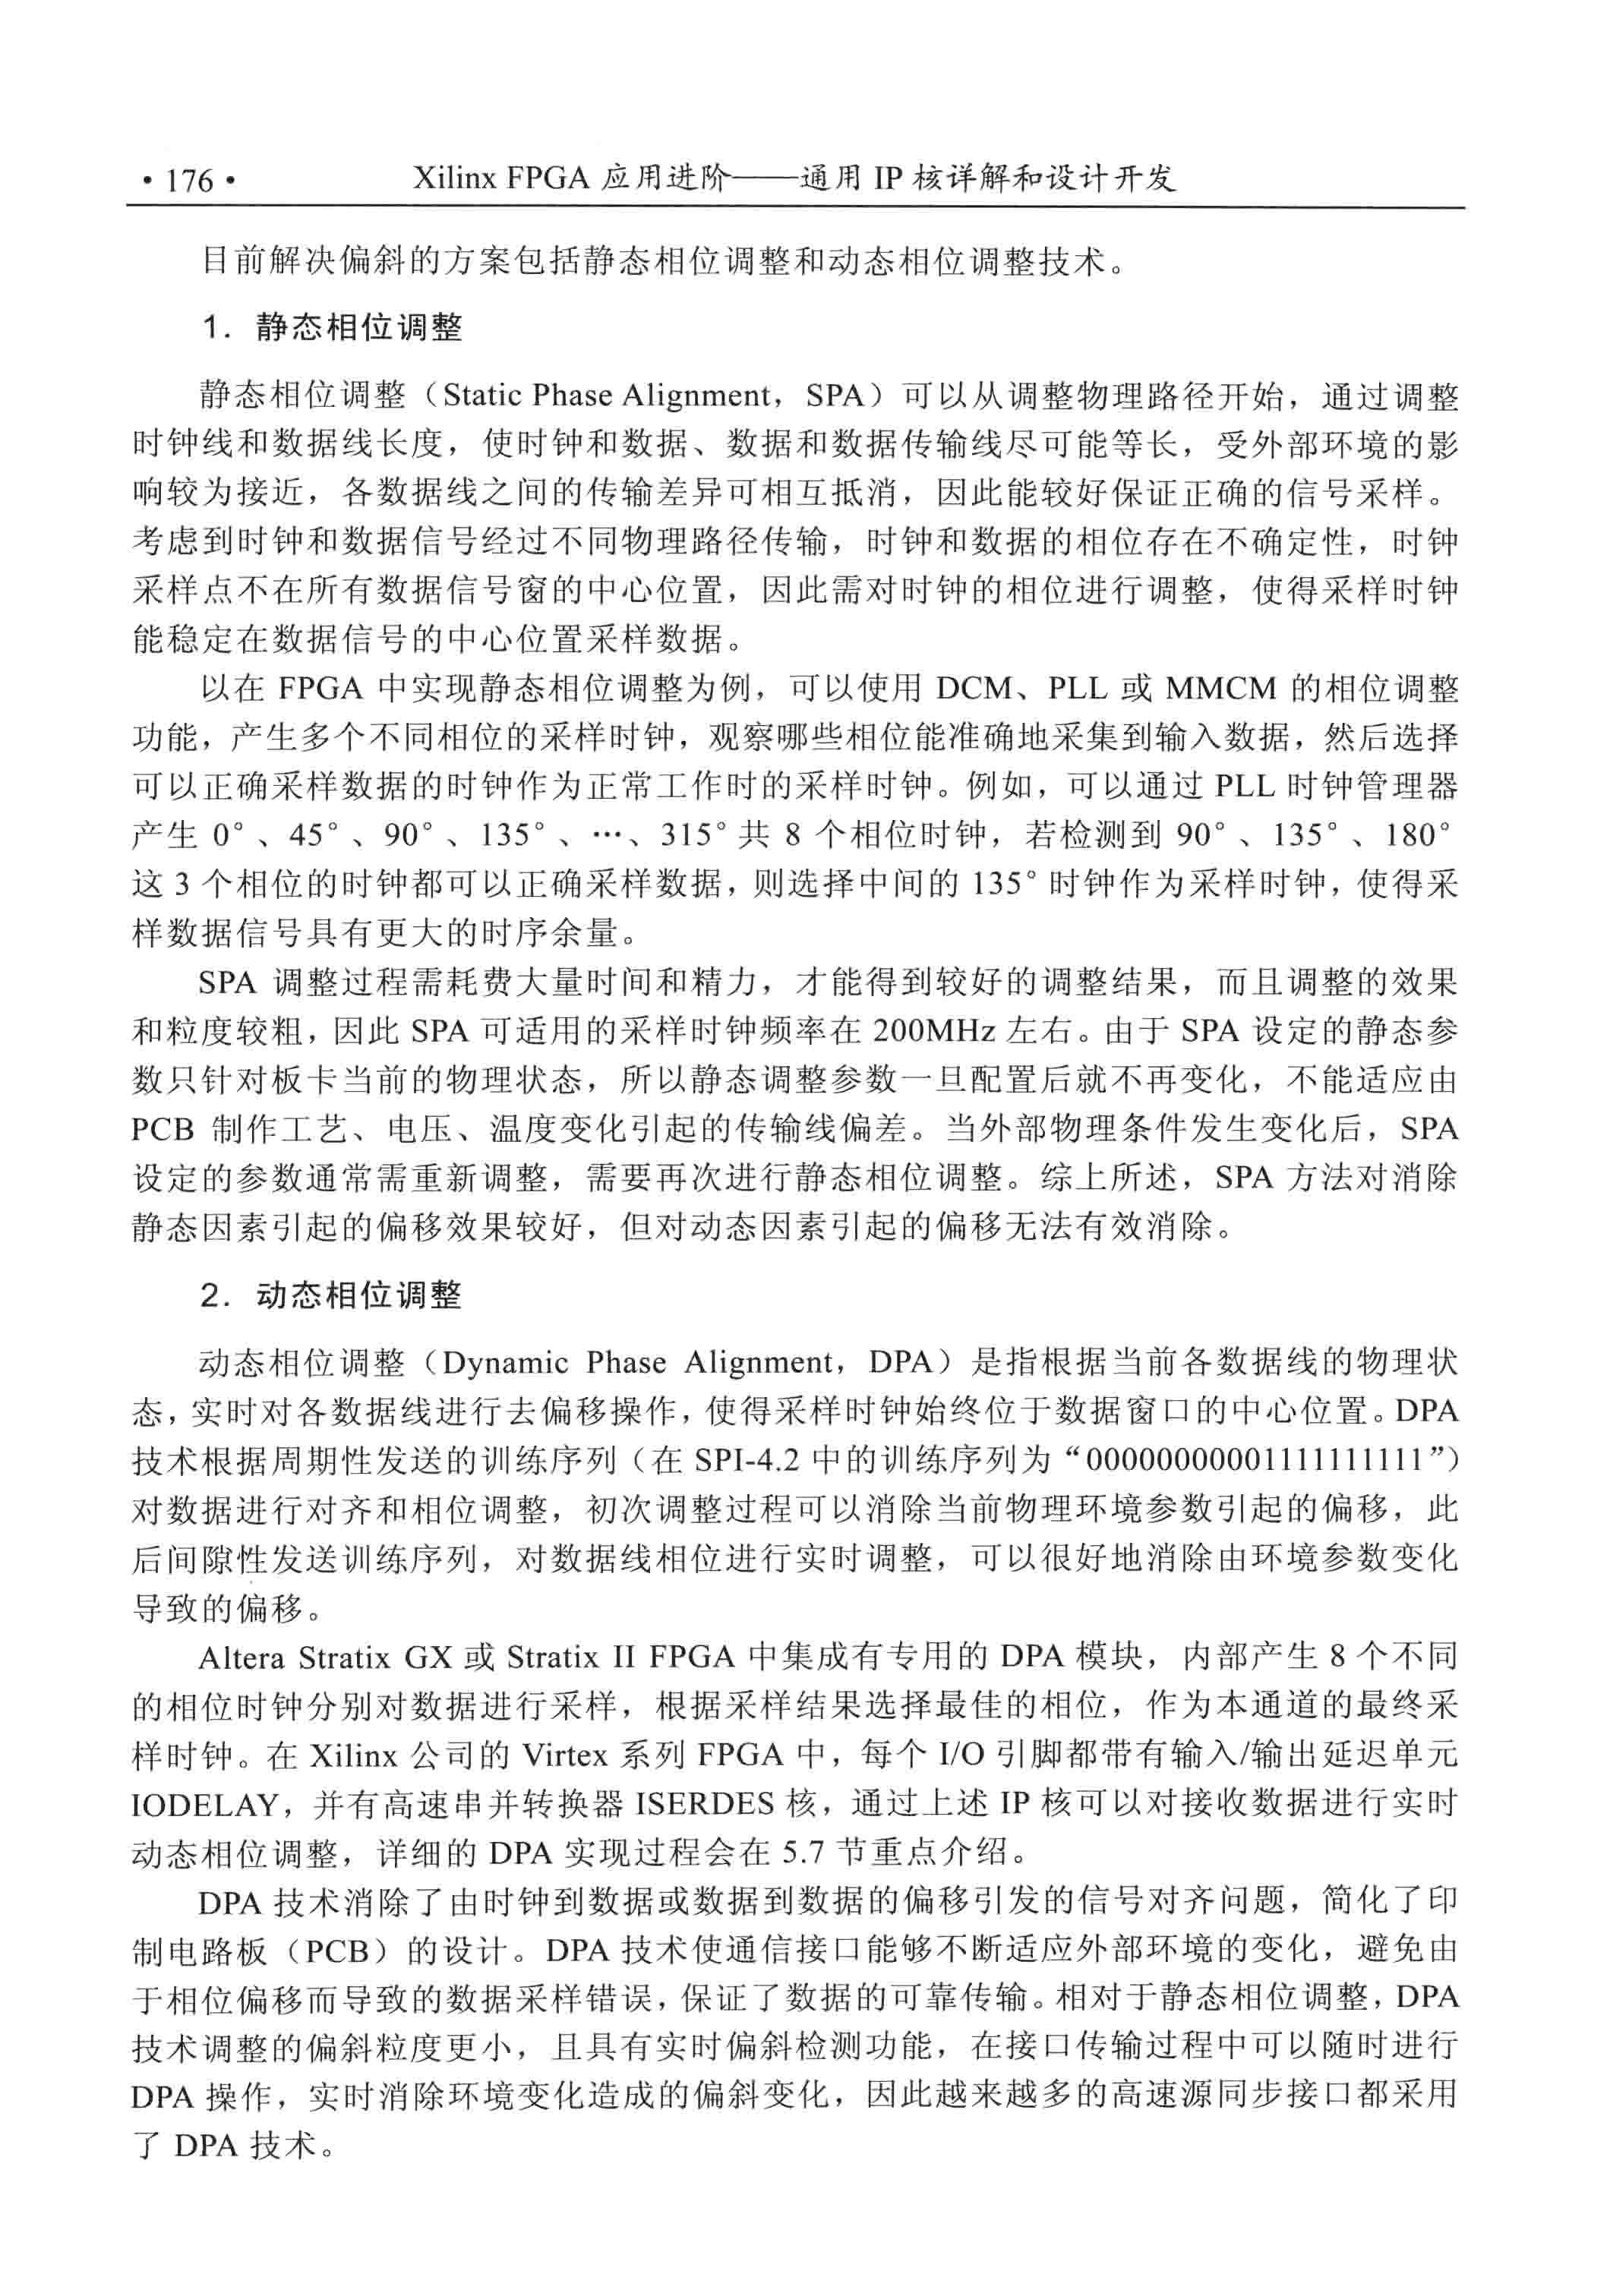 ·176· Xilinx FPGA 应用进阶——通用 IP 核详解和设计开发
目前解决偏斜的方案包括静态相位调整和动态相位调整技术。
1. 静态相位调整
静态相位调整（Static Phase Alignment，SPA）可以从调整物理路径开始，通过调整
时钟线和数据线长度，使时钟和数据、数据和数据传输线尽可能等长，受外部环境的影
响较为接近，各数据线之间的传输差异可相互抵消，因此能较好保证正确的信号采样。
考虑到时钟和数据信号经过不同物理路径传输，时钟和数据的相位存在不确定性，时钟
采样点不在所有数据信号窗的中心位置，因此需对时钟的相位进行调整，使得采样时钟
能稳定在数据信号的中心位置采样数据。
以在 FPGA 中实现静态相位调整为例，可以使用 DCM、PLL 或 MMCM 的相位调整
功能，产生多个不同相位的采样时钟，观察哪些相位能准确地采集到输入数据，然后选择
可以正确采样数据的时钟作为正常工作时的采样时钟。例如，可以通过 PLL 时钟管理器
产生 0°、45°、90°、135°、…、315°共 8 个相位时钟，若检测到 90°、135°、180°
这 3 个相位的时钟都可以正确采样数据，则选择中间的 135°时钟作为采样时钟，使得采
样数据信号具有更大的时序余量。
SPA 调整过程需耗费大量时间和精力，才能得到较好的调整结果，而且调整的效果
和粒度较粗，因此 SPA 可适用的采样时钟频率在 200MHz 左右。由于 SPA 设定的静态参
数只针对板卡当前的物理状态，所以静态调整参数一旦配置后就不再变化，不能适应由
PCB 制作工艺、电压、温度变化引起的传输线偏差。当外部物理条件发生变化后，SPA
设定的参数通常需重新调整，需要再次进行静态相位调整。综上所述，SPA 方法对消除
静态因素引起的偏移效果较好，但对动态因素引起的偏移无法有效消除。
2. 动态相位调整
动态相位调整（Dynamic Phase Alignment，DPA）是指根据当前各数据线的物理状
态，实时对各数据线进行去偏移操作，使得采样时钟始终位于数据窗口的中心位置。DPA
技术根据周期性发送的训练序列（在 SPI-4.2 中的训练序列为“00000000001111111111”）
对数据进行对齐和相位调整，初次调整过程可以消除当前物理环境参数引起的偏移，此
后间隙性发送训练序列，对数据线相位进行实时调整，可以很好地消除由环境参数变化
导致的偏移。
Altera Stratix GX 或 Stratix II FPGA 中集成有专用的 DPA 模块，内部产生 8 个不同
的相位时钟分别对数据进行采样，根据采样结果选择最佳的相位，作为本通道的最终采
样时钟。在 Xilinx 公司的 Virtex 系列 FPGA 中，每个 I/O 引脚都带有输入/输出延迟单元
IODELAY，并有高速串并转换器 ISERDES 核，通过上述 IP 核可以对接收数据进行实时
动态相位调整，详细的 DPA 实现过程会在 5.7 节重点介绍。
DPA 技术消除了由时钟到数据或数据到数据的偏移引发的信号对齐问题，简化了印
制电路板（PCB）的设计。DPA 技术使通信接口能够不断适应外部环境的变化，避免由
于相位偏移而导致的数据采样错误，保证了数据的可靠传输。相对于静态相位调整，DPA
技术调整的偏斜粒度更小，且具有实时偏斜检测功能，在接口传输过程中可以随时进行
DPA 操作，实时消除环境变化造成的偏斜变化，因此越来越多的高速源同步接口都采用
了 DPA 技术。